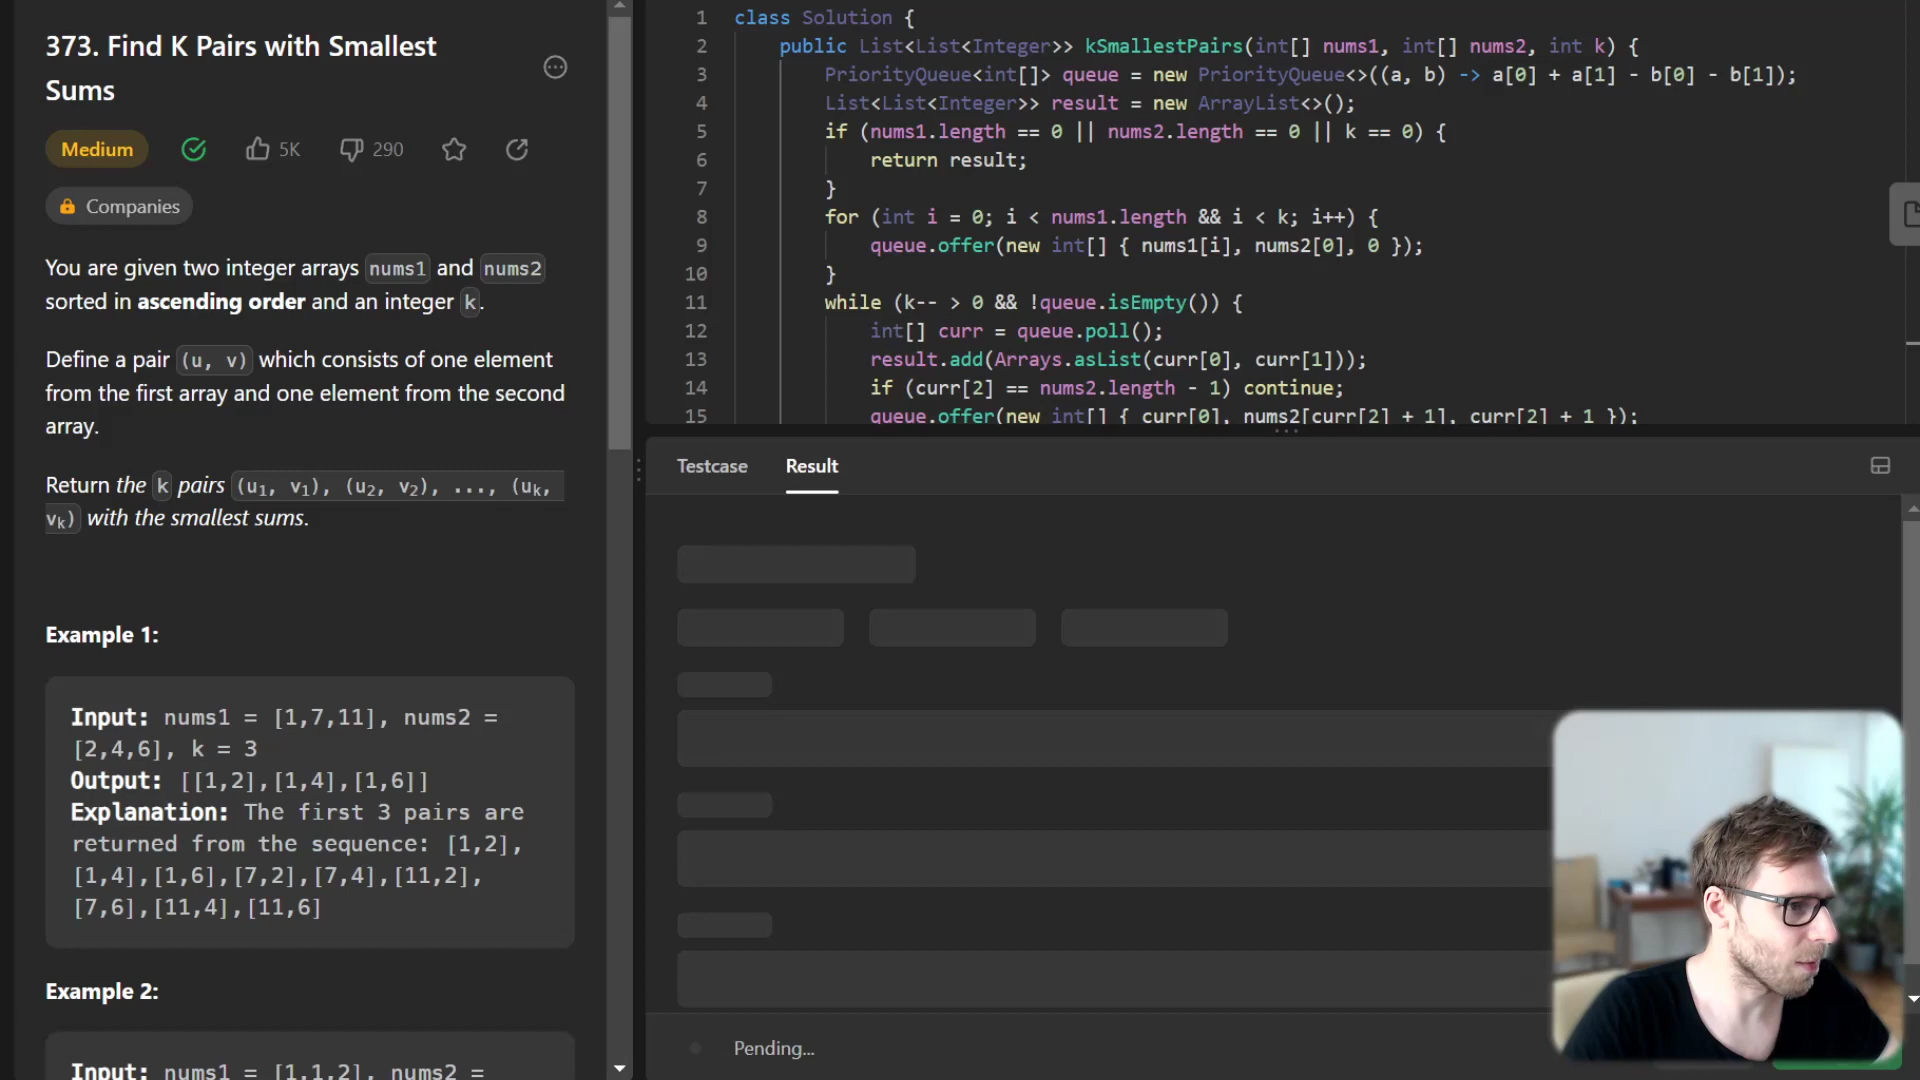 373. Find K Pairs with Smallest
Sums
Medium
5K
290
Companies
You are given two integer arrays nums1 and nums2
sorted in ascending order and an integer k.
Define a pair (u, v) which consists of one element
from the first array and one element from the second
array.
Return the k pairs (u1, v1), (u2, v2), ..., (uk,
vk) with the smallest sums.
Example 1:
Input: nums1 = [1,7,11], nums2 =
[2,4,6], k = 3
Output: [[1,2],[1,4],[1,6]]
Explanation: The first 3 pairs are
returned from the sequence: [1,2],
[1,4],[1,6],[7,2],[7,4],[11,2],
[7,6],[11,4],[11,6]
Example 2:
Input: nums1 = [1,1,2], nums2 =
1 class Solution {
2 public List<List<Integer>> kSmallestPairs(int[] nums1, int[] nums2, int k) {
3 PriorityQueue<int[]> queue = new PriorityQueue<>((a, b) -> a[0] + a[1] - b[0] - b[1]);
4 List<List<Integer>> result = new ArrayList<>();
5 if (nums1.length == 0 || nums2.length == 0 || k == 0) {
6 return result;
7 }
8 for (int i = 0; i < nums1.length && i < k; i++) {
9 queue.offer(new int[] { nums1[i], nums2[0], 0 });
10 }
11 while (k-- > 0 && !queue.isEmpty()) {
12 int[] curr = queue.poll();
13 result.add(Arrays.asList(curr[0], curr[1]));
14 if (curr[2] == nums2.length - 1) continue;
15 queue.offer(new int[] { curr[0], nums2[curr[2] + 1], curr[2] + 1 });
Testcase
Result
Pending...